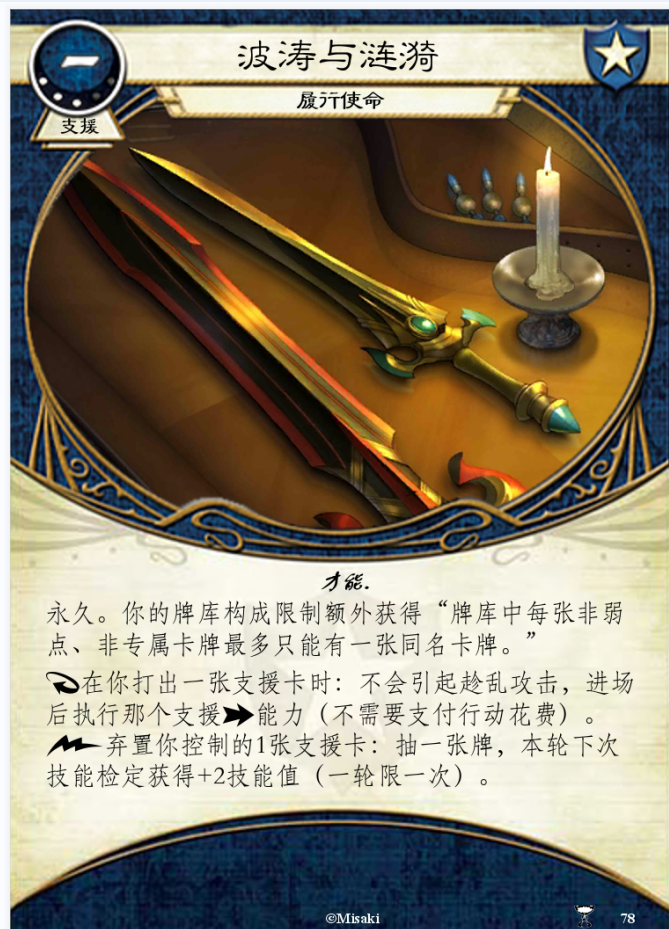 波涛与涟漪
履行使命
支援
才能.
永久。你的牌库构成限制额外获得“牌库中每张非弱
点、非专属卡牌最多只能有一张同名卡牌。”
在你打出一张支援卡时：不会引起趁乱攻击，进场
后执行那个支援能力（不需要支付行动花费）。
弃置你控制的1张支援卡：抽一张牌，本轮下次
技能检定获得+2技能值（一轮限一次）。
©Misaki
78